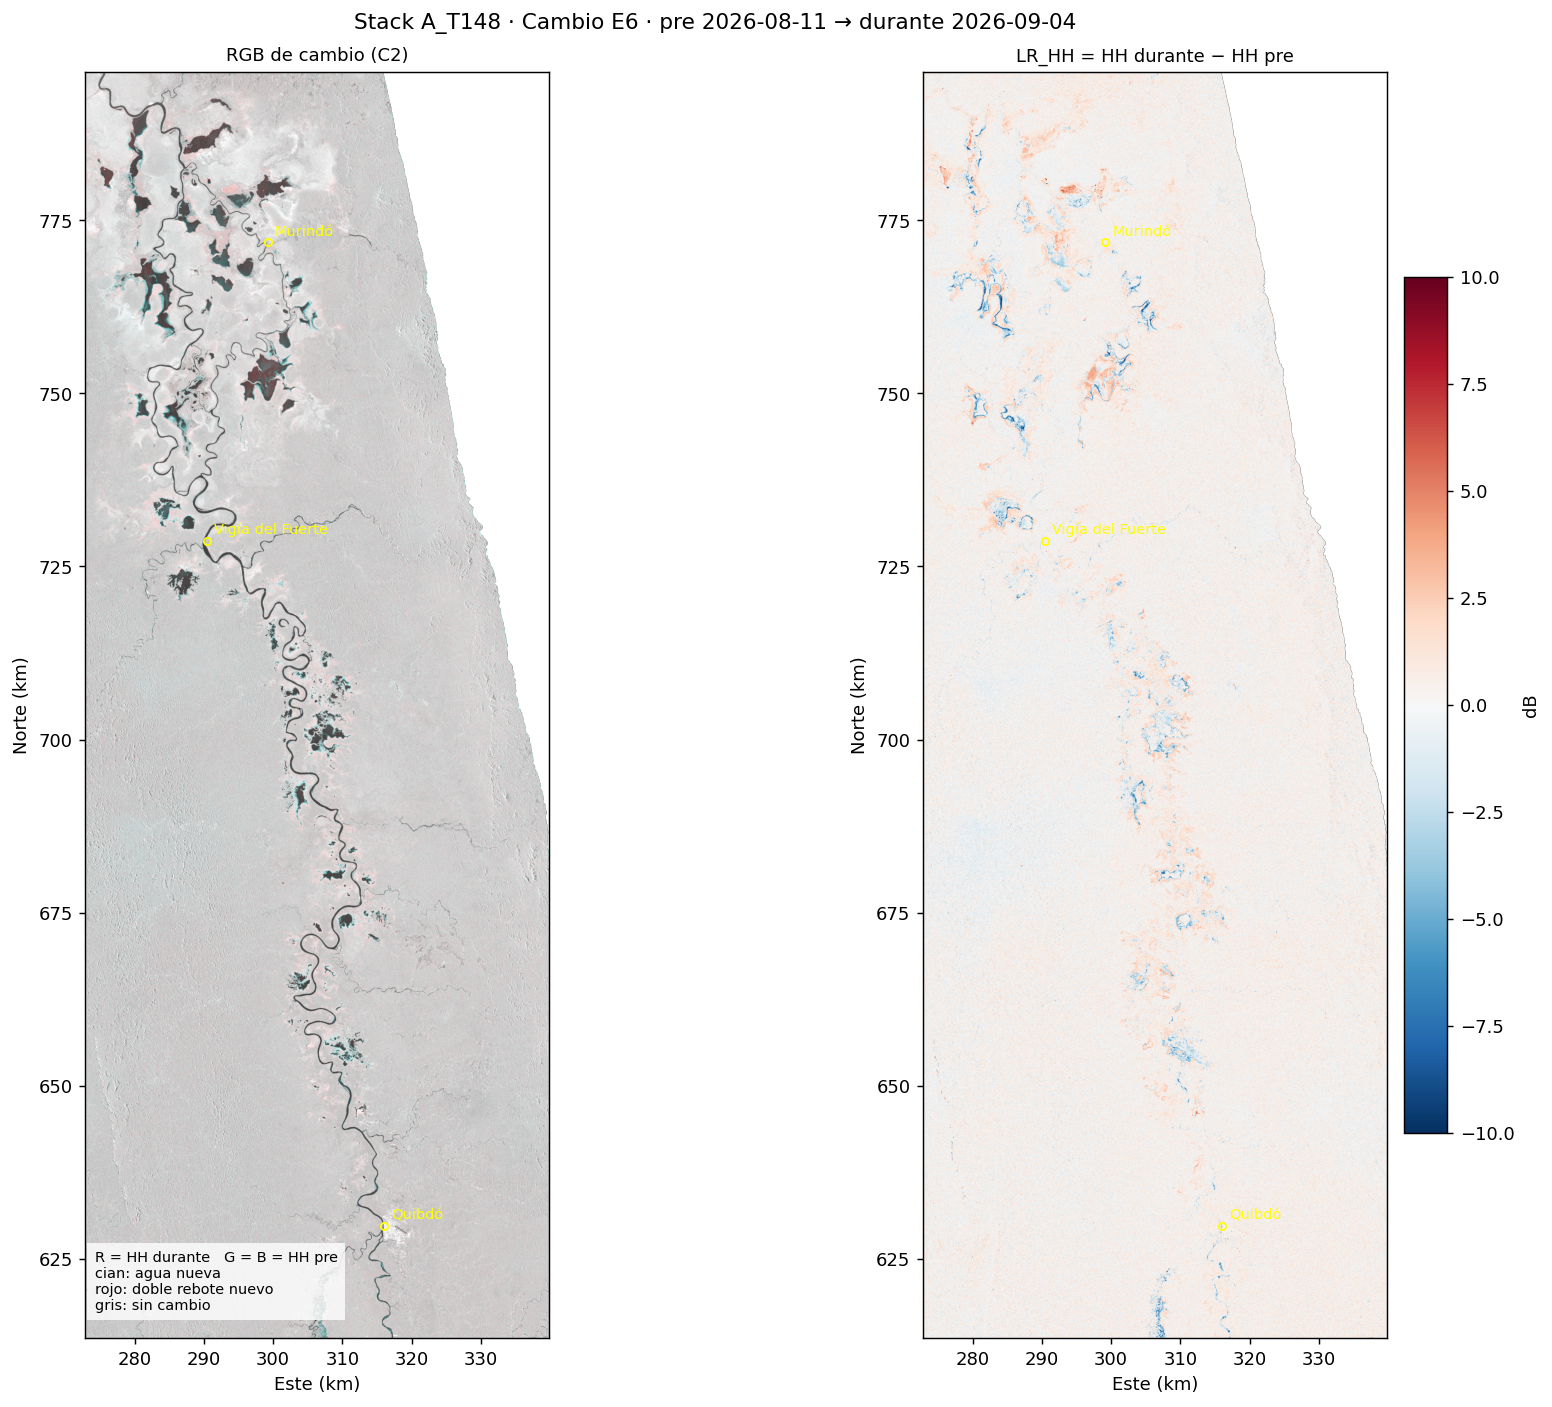 Stack A_T148 · Cambio E6 · pre 2026-08-11 → durante 2026-09-04
RGB de cambio (C2)
775
750
725
700
675
650
625
280
290
300
310
320
330
Norte (km)
Este (km)
Murindó
Vigía del Fuerte
Quibdó
R = HH durante   G = B = HH pre
cian: agua nueva
rojo: doble rebote nuevo
gris: sin cambio
LR_HH = HH durante − HH pre
775
750
725
700
675
650
625
280
290
300
310
320
330
Norte (km)
Este (km)
Murindó
Vigía del Fuerte
Quibdó
10.0
7.5
5.0
2.5
0.0
−2.5
−5.0
−7.5
−10.0
dB